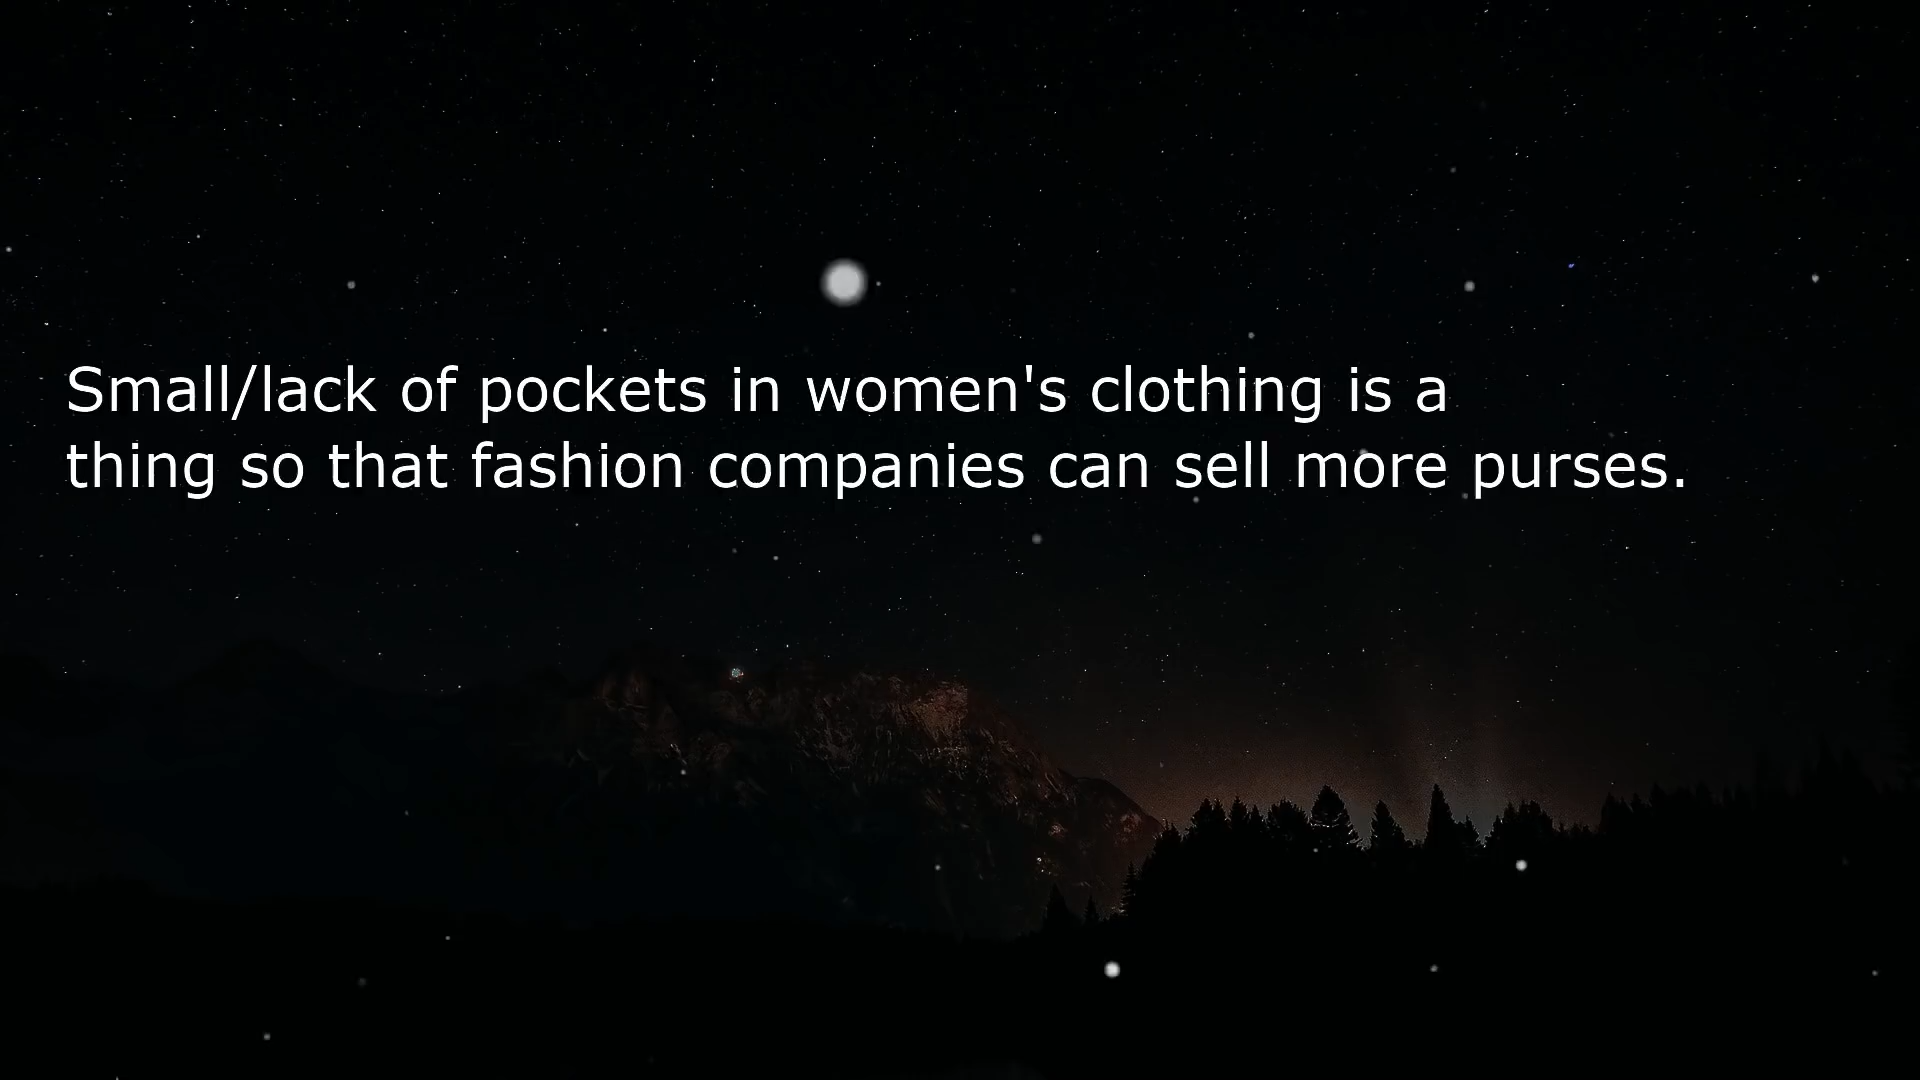 Small/lack of pockets in women's clothing is a
thing so that fashion companies can sell more purses.